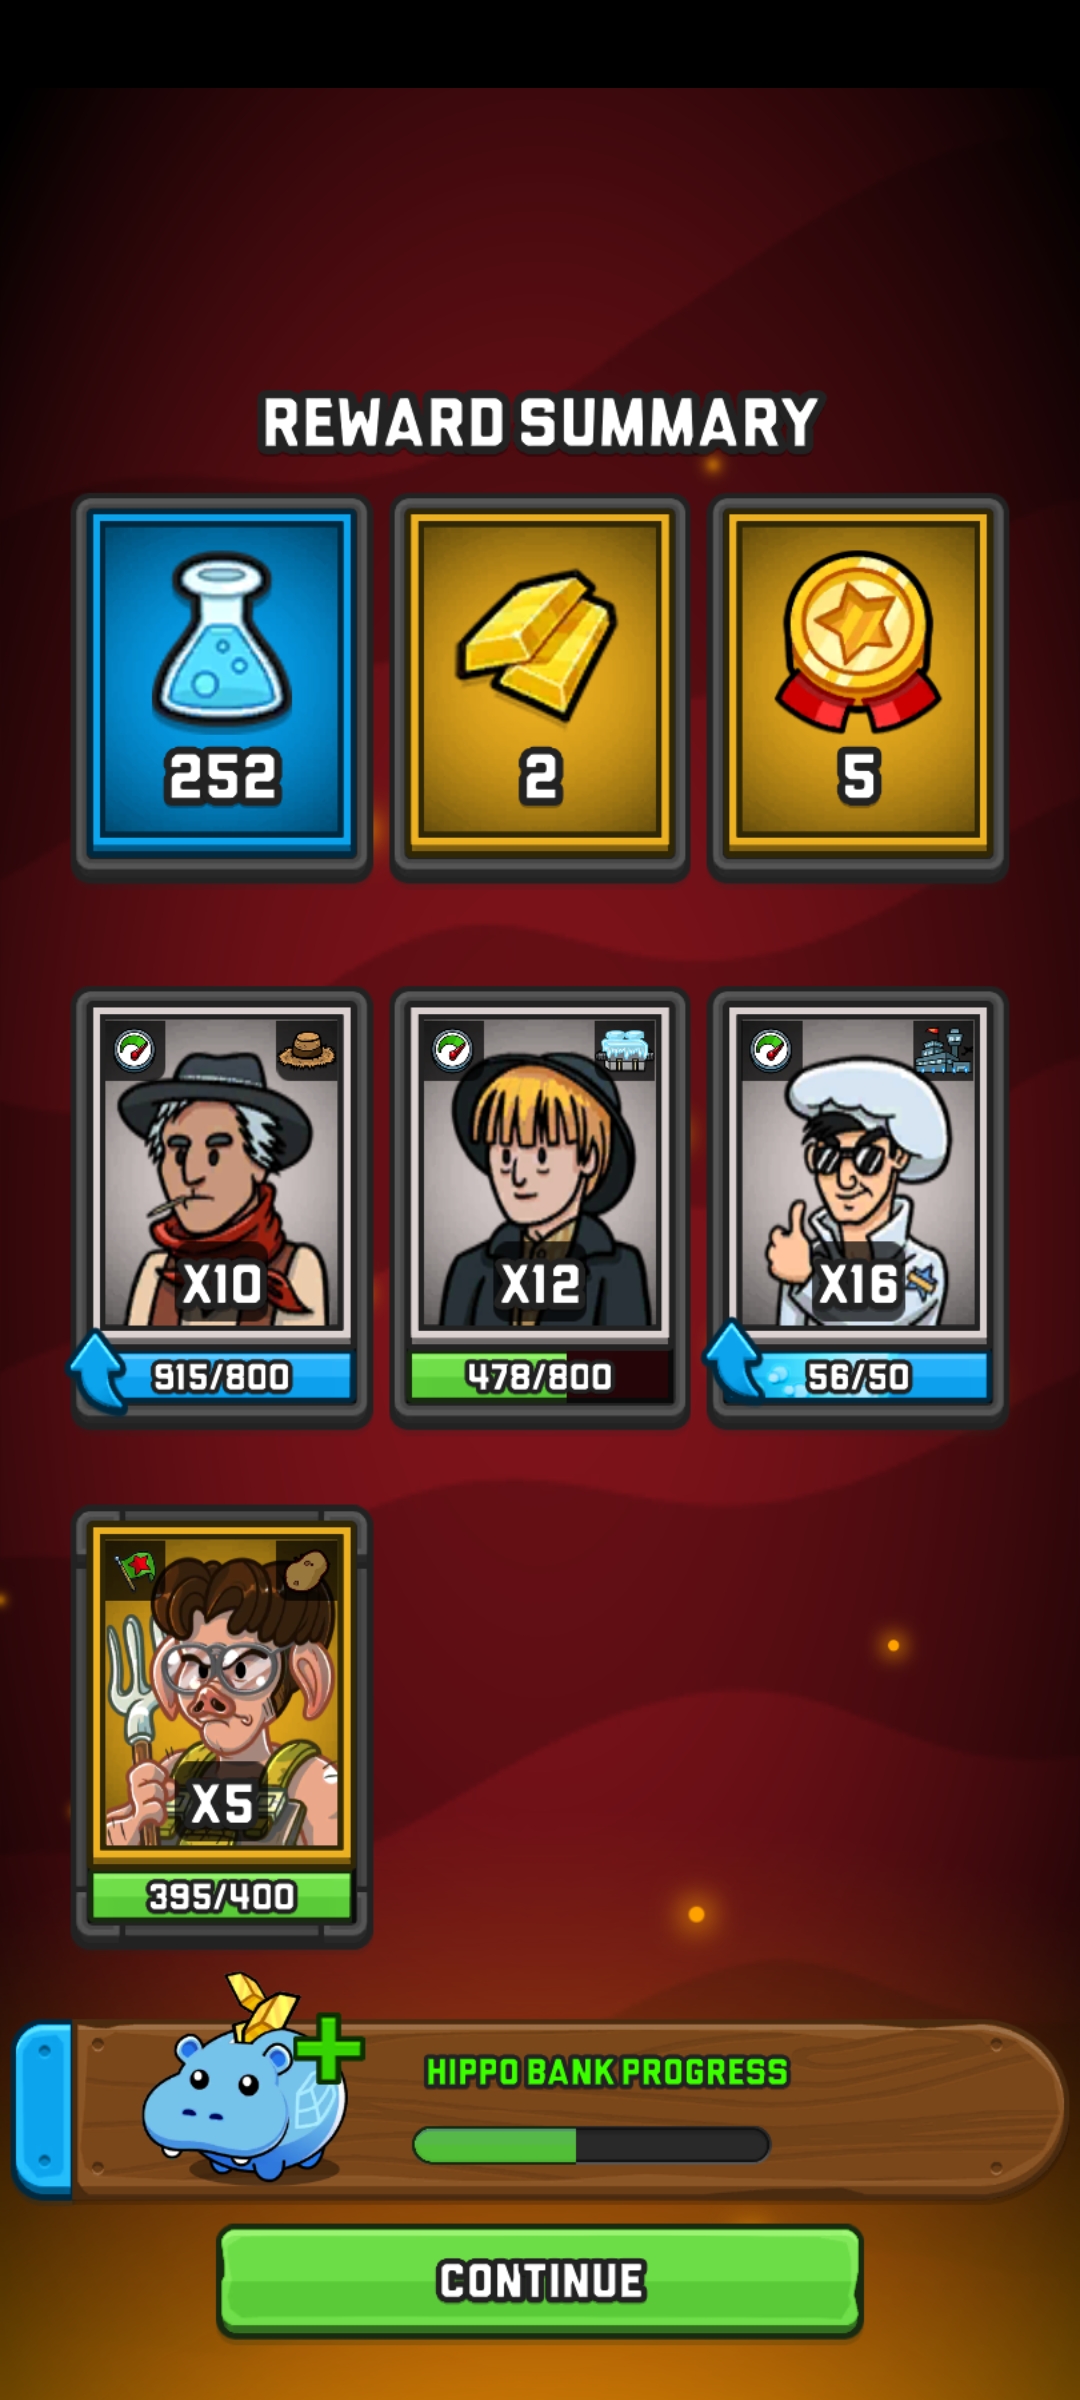 REWARD SUMMARY
252
2
5
X10
X12
X16
915/800
478/800
56/50
X5
395/400
HIPPO BANK PROGRESS
CONTINUE